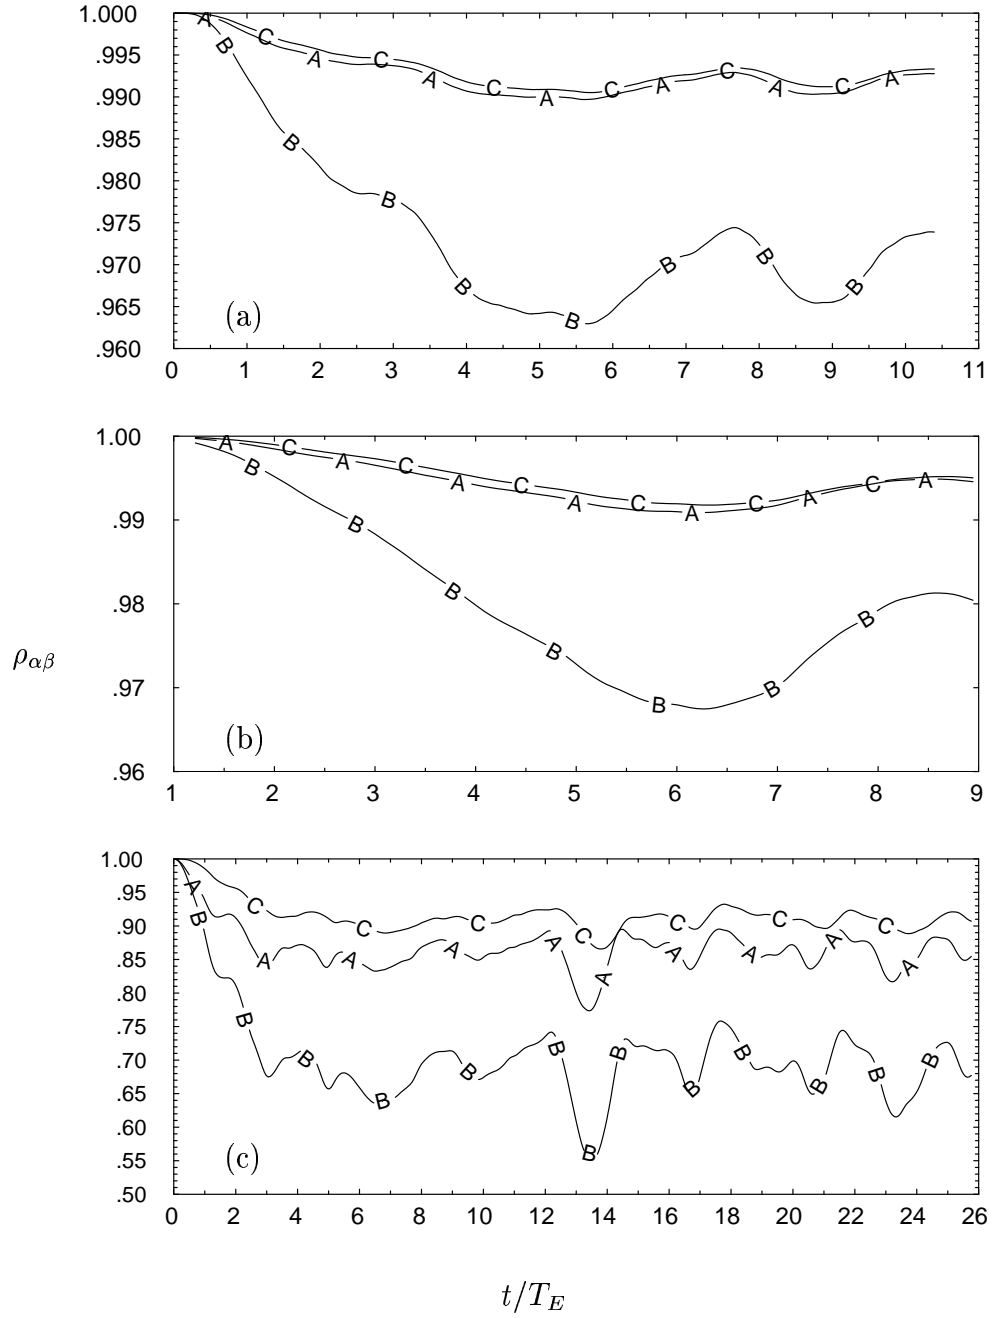 1.000
.995
.990
.985
.980
.975
.970
.965
.960
A B C C A A C A C A C A C A
B B B B B B B B
(a)
0 1 2 3 4 5 6 7 8 9 10 11
1.00
.99
.98
.97
.96
A C A C A C A C A C A C A
B B B B B B B
(b)
1 2 3 4 5 6 7 8 9
ραβ
1.00
.95
.90
.85
.80
.75
.70
.65
.60
.55
.50
C C C C C C C
A A A A A A A A A A
B B B B B B B B B B B B B
(c)
0 2 4 6 8 10 12 14 16 18 20 22 24 26
t/T_E